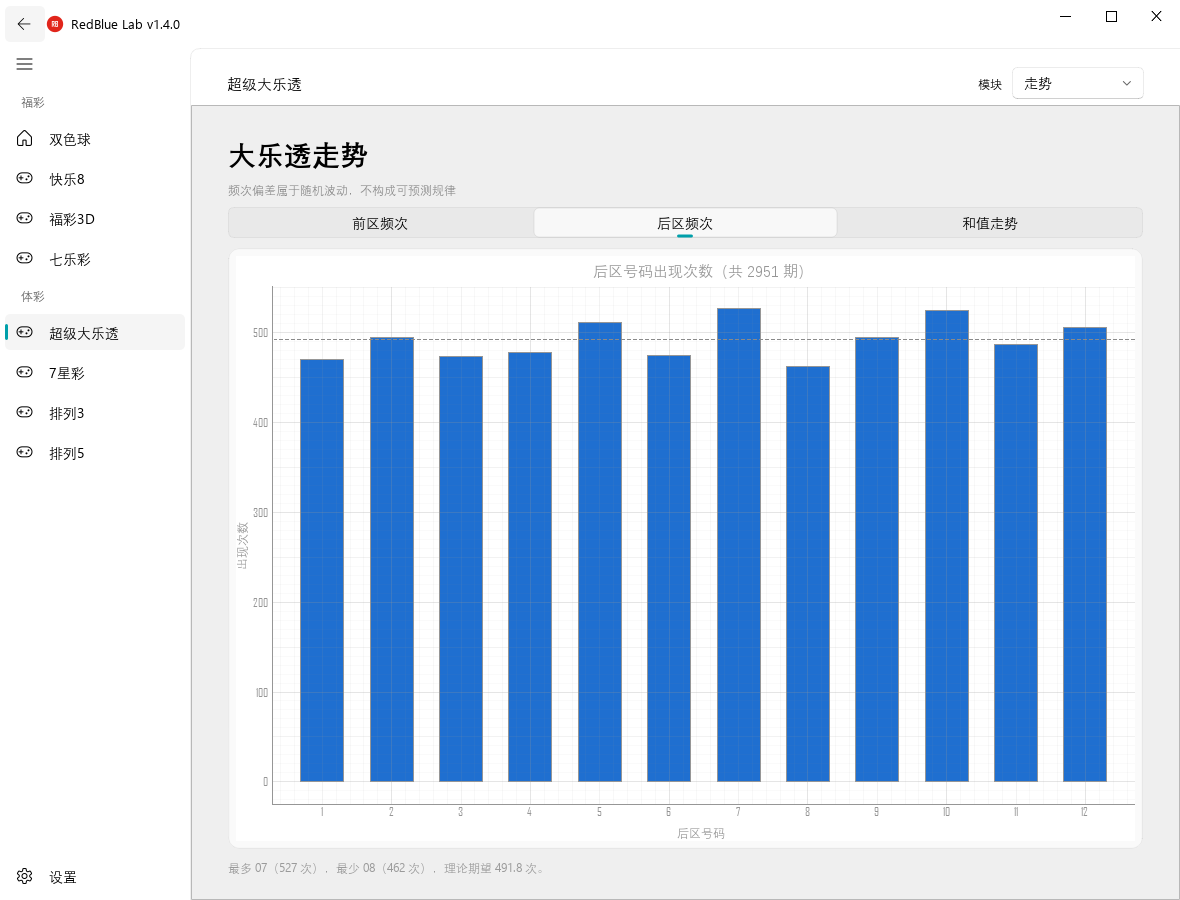 RB
RedBlue Lab v1.4.0
福彩
双色球
快乐8
福彩3D
七乐彩
体彩
超级大乐透
7星彩
排列3
排列5
设置
超级大乐透
模块
走势
大乐透走势
频次偏差属于随机波动，不构成可预测规律
前区频次
后区频次
和值走势
后区号码出现次数（共 2951 期）
出现次数
500
400
300
200
100
0
1 2 3 4 5 6 7 8 9 10 11 12
后区号码
最多 07（527 次），最少 08（462 次），理论期望 491.8 次。